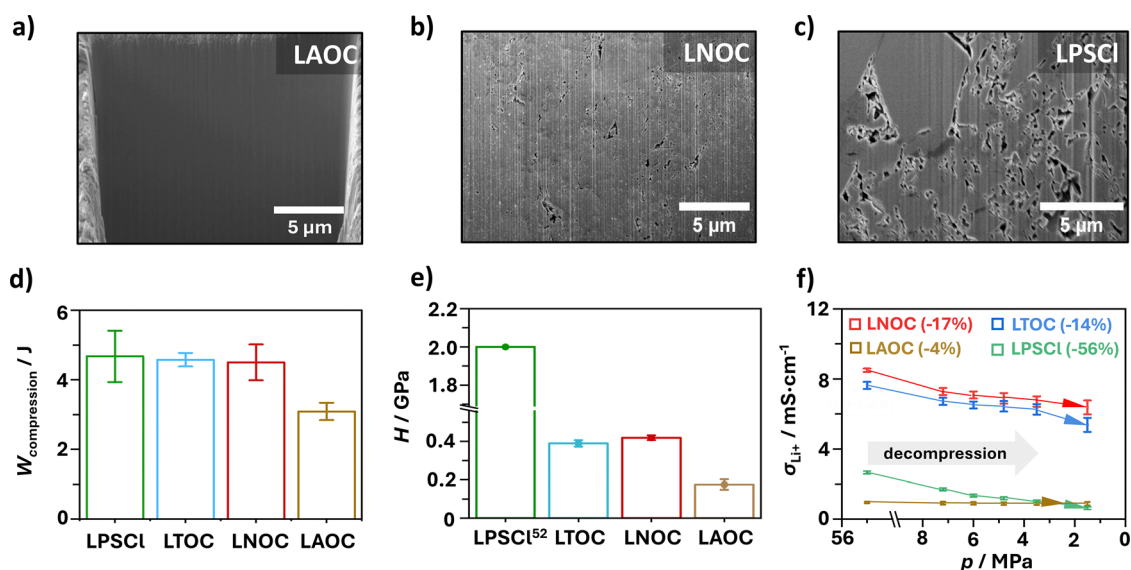 a)
LAOC
5 µm
b)
LNOC
5 µm
c)
LPSCl
5 µm
d)
W compression / J
6
4
2
0
LPSCl
LTOC
LNOC
LAOC
e)
H / GPa
2.2
2.0
1.8
0.4
0.2
0
LPSCl⁵²
LTOC
LNOC
LAOC
f)
σLi+ / mS·cm⁻¹
12
8
4
0
LNOC (-17%)
LTOC (-14%)
LAOC (-4%)
LPSCl (-56%)
decompression
56
8
6
4
2
0
p / MPa